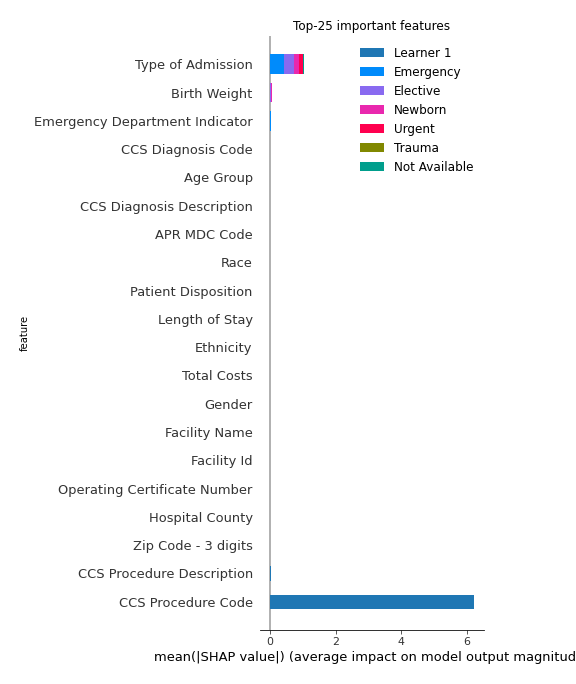 Top-25 important features
Learner 1
Emergency
Elective
Newborn
Urgent
Trauma
Not Available
Type of Admission
Birth Weight
Emergency Department Indicator
CCS Diagnosis Code
Age Group
CCS Diagnosis Description
APR MDC Code
Race
Patient Disposition
Length of Stay
Ethnicity
Total Costs
Gender
Facility Name
Facility Id
Operating Certificate Number
Hospital County
Zip Code - 3 digits
CCS Procedure Description
CCS Procedure Code
feature
0 2 4 6
mean(|SHAP value|) (average impact on model output magnitud